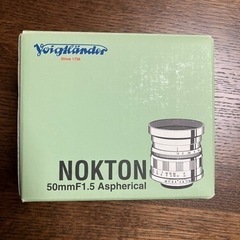 Voigtländer
Since 1756
NOKTON
50mmF1.5 Aspherical